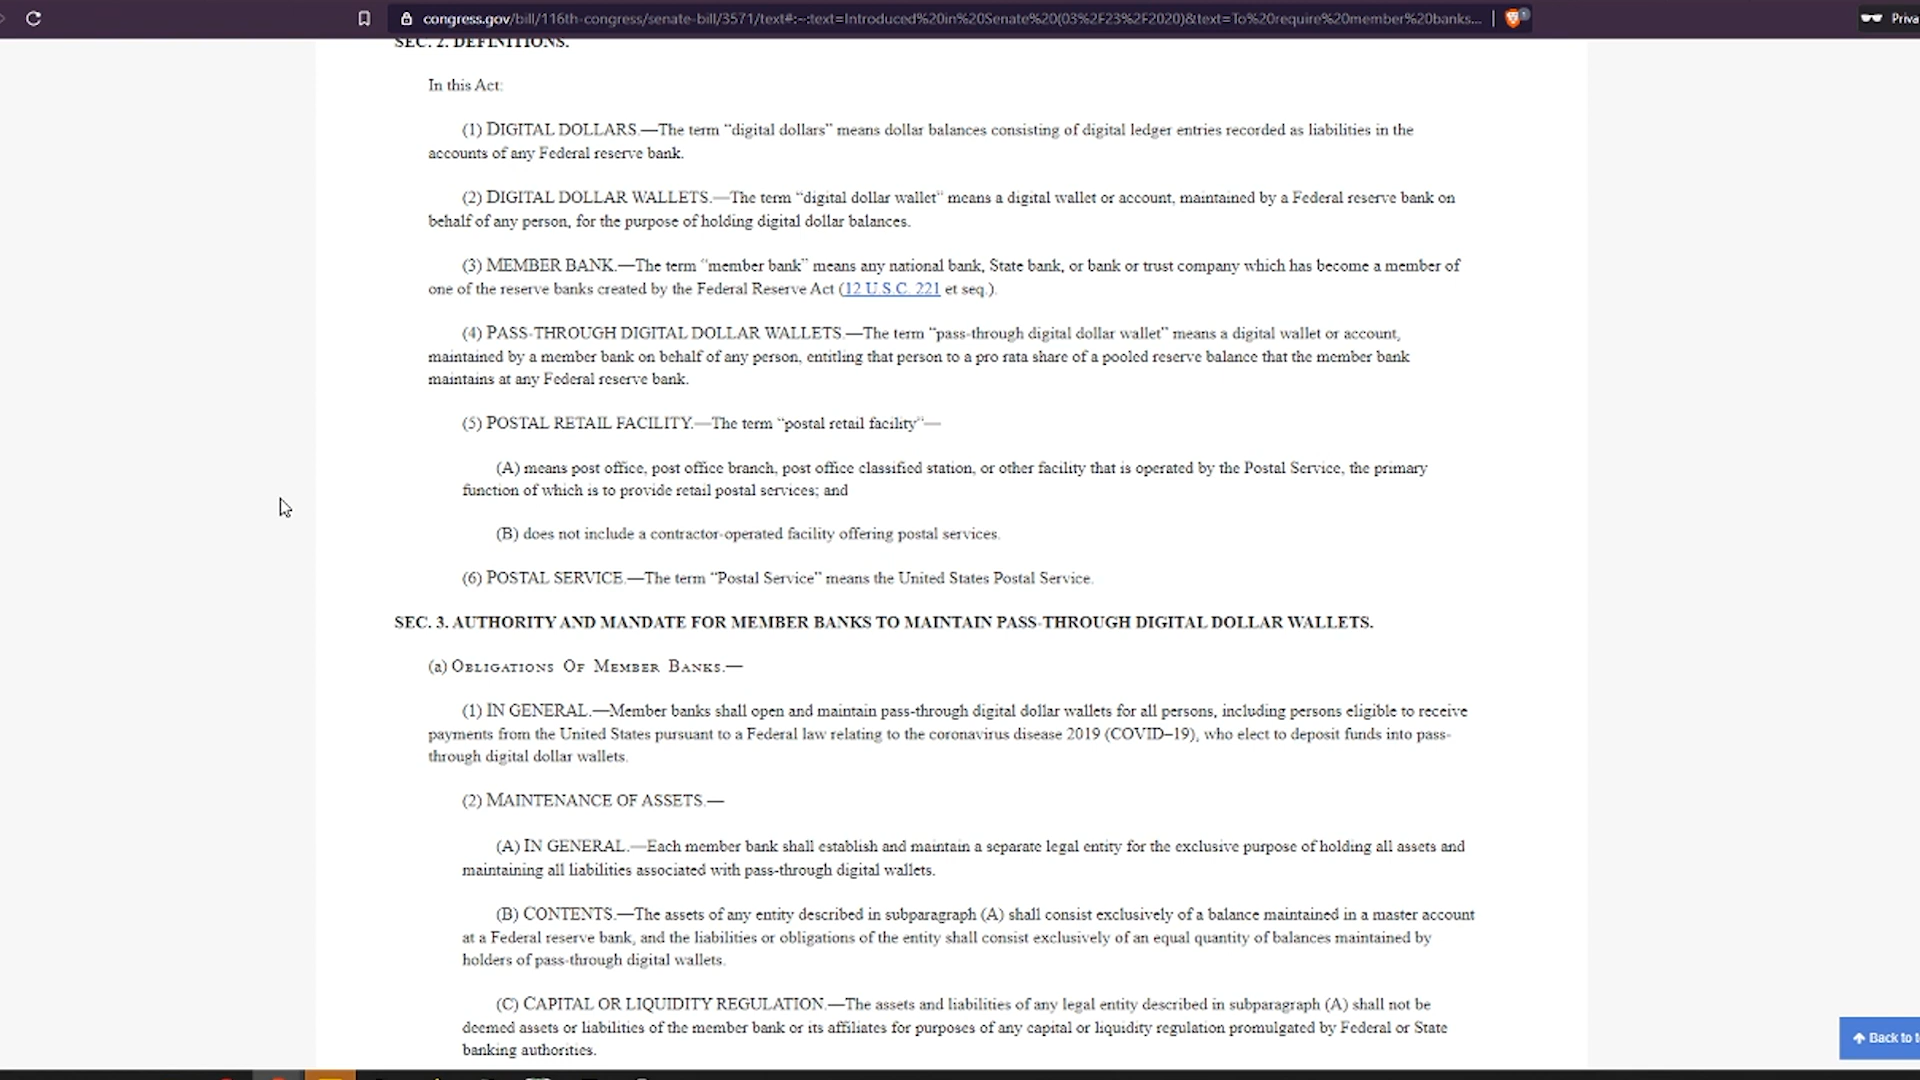 congress.gov/bill/116th-congress/senate-bill/3571/text#:~:text=Introduced%20in%20Senate%20(03%2F23%2F2020)&text=To%20require%20member%20banks...
Priva
SEC. 2. DEFINITIONS.
In this Act:
(1) DIGITAL DOLLARS.—The term “digital dollars” means dollar balances consisting of digital ledger entries recorded as liabilities in the
accounts of any Federal reserve bank.
(2) DIGITAL DOLLAR WALLETS.—The term “digital dollar wallet” means a digital wallet or account, maintained by a Federal reserve bank on
behalf of any person, for the purpose of holding digital dollar balances.
(3) MEMBER BANK.—The term “member bank” means any national bank, State bank, or bank or trust company which has become a member of
one of the reserve banks created by the Federal Reserve Act (12 U.S.C. 221 et seq.).
(4) PASS-THROUGH DIGITAL DOLLAR WALLETS.—The term “pass-through digital dollar wallet” means a digital wallet or account,
maintained by a member bank on behalf of any person, entitling that person to a pro rata share of a pooled reserve balance that the member bank
maintains at any Federal reserve bank.
(5) POSTAL RETAIL FACILITY.—The term “postal retail facility”—
(A) means post office, post office branch, post office classified station, or other facility that is operated by the Postal Service, the primary
function of which is to provide retail postal services; and
(B) does not include a contractor-operated facility offering postal services.
(6) POSTAL SERVICE.—The term “Postal Service” means the United States Postal Service.
SEC. 3. AUTHORITY AND MANDATE FOR MEMBER BANKS TO MAINTAIN PASS-THROUGH DIGITAL DOLLAR WALLETS.
(a) OBLIGATIONS OF MEMBER BANKS.—
(1) IN GENERAL.—Member banks shall open and maintain pass-through digital dollar wallets for all persons, including persons eligible to receive
payments from the United States pursuant to a Federal law relating to the coronavirus disease 2019 (COVID–19), who elect to deposit funds into pass-
through digital dollar wallets.
(2) MAINTENANCE OF ASSETS.—
(A) IN GENERAL.—Each member bank shall establish and maintain a separate legal entity for the exclusive purpose of holding all assets and
maintaining all liabilities associated with pass-through digital wallets.
(B) CONTENTS.—The assets of any entity described in subparagraph (A) shall consist exclusively of a balance maintained in a master account
at a Federal reserve bank, and the liabilities or obligations of the entity shall consist exclusively of an equal quantity of balances maintained by
holders of pass-through digital wallets.
(C) CAPITAL OR LIQUIDITY REGULATION.—The assets and liabilities of any legal entity described in subparagraph (A) shall not be
deemed assets or liabilities of the member bank or its affiliates for purposes of any capital or liquidity regulation promulgated by Federal or State
banking authorities.
Back to t